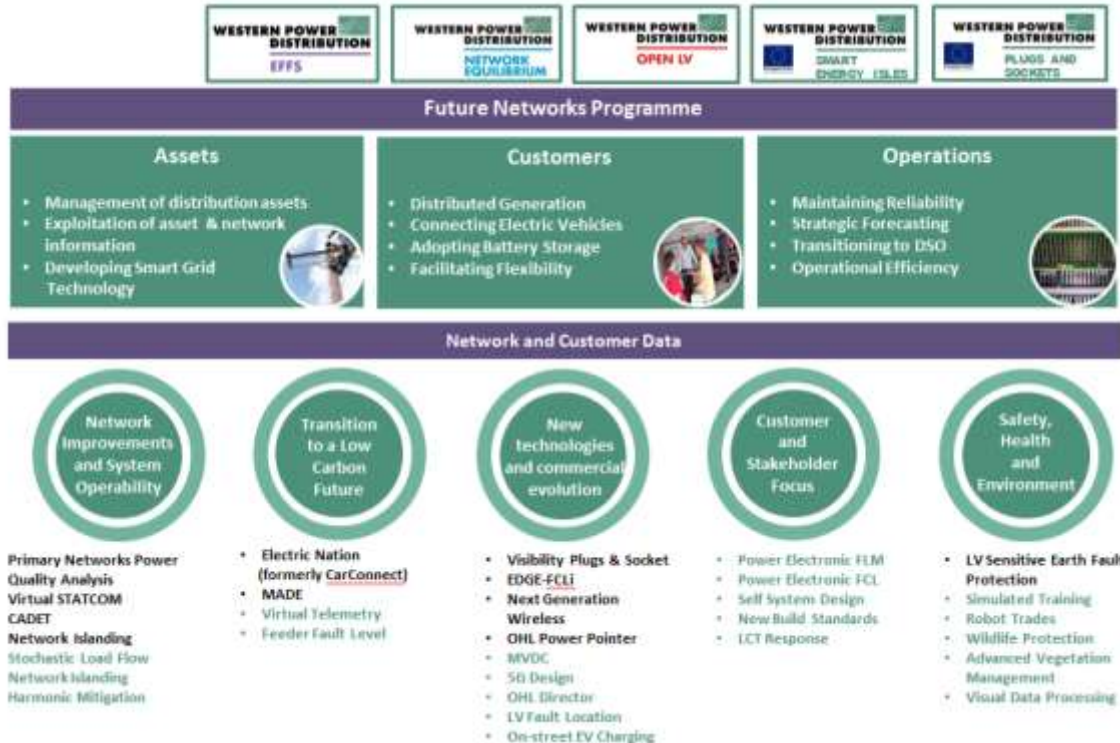 WESTERN POWER
DISTRIBUTION
EFFS
WESTERN POWER
DISTRIBUTION
NETWORK
EQUILIBRIUM
WESTERN POWER
DISTRIBUTION
OPEN LV
WESTERN POWER
DISTRIBUTION
SMART
ENERGY ISLES
WESTERN POWER
DISTRIBUTION
PLUGS AND
SOCKETS
Future Networks Programme
Assets
• Management of distribution assets
• Exploitation of asset & network
information
• Developing Smart Grid
Technology
Customers
• Distributed Generation
• Connecting Electric Vehicles
• Adopting Battery Storage
• Facilitating Flexibility
Operations
• Maintaining Reliability
• Strategic Forecasting
• Transitioning to DSO
• Operational Efficiency
Network and Customer Data
Network
Improvements
and System
Operability
Transition
to a Low
Carbon
Future
New
technologies
and commercial
evolution
Customer
and
Stakeholder
Focus
Safety,
Health
and
Environment
Primary Networks Power
Quality Analysis
Virtual STATCOM
CADET
Network Islanding
Stochastic Load Flow
Network Islanding
Harmonic Mitigation
• Electric Nation
(formerly CarConnect)
• MADE
• Virtual Telemetry
• Feeder Fault Level
• Visibility Plugs & Socket
• EDGE-FCLi
• Next Generation
Wireless
• OHL Power Pointer
• MVDC
• 5G Design
• OHL Director
• LV Fault Location
• On-street EV Charging
• Power Electronic FLM
• Power Electronic FCL
• Self System Design
• New Build Standards
• LCT Response
• LV Sensitive Earth Fault
Protection
• Simulated Training
• Robot Trades
• Wildlife Protection
• Advanced Vegetation
Management
• Visual Data Processing